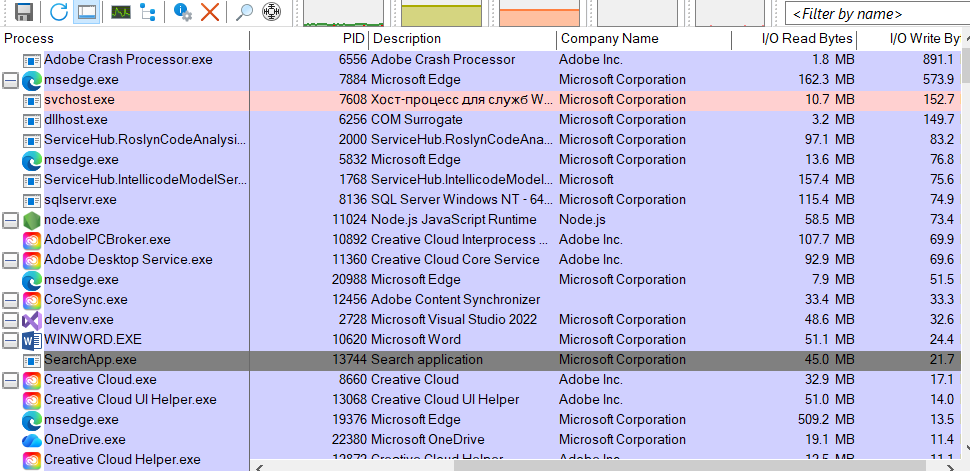 <Filter by name>
Process PID Description Company Name I/O Read Bytes I/O Write By
Adobe Crash Processor.exe 6556 Adobe Crash Processor Adobe Inc. 1.8 MB 891.1
msedge.exe 7884 Microsoft Edge Microsoft Corporation 162.3 MB 573.9
svchost.exe 7608 Хост-процесс для служб W... Microsoft Corporation 10.7 MB 152.7
dllhost.exe 6256 COM Surrogate Microsoft Corporation 3.2 MB 149.7
ServiceHub.RoslynCodeAnalysi... 2000 ServiceHub.RoslynCodeAna... Microsoft Corporation 97.1 MB 83.2
msedge.exe 5832 Microsoft Edge Microsoft Corporation 13.6 MB 76.8
ServiceHub.IntellicodeModelSer... 1768 ServiceHub.IntellicodeModel... Microsoft 157.4 MB 75.6
sqlservr.exe 8136 SQL Server Windows NT - 64... Microsoft Corporation 115.4 MB 74.9
node.exe 11024 Node.js JavaScript Runtime Node.js 58.5 MB 73.4
AdobeIPCBroker.exe 10892 Creative Cloud Interprocess ... Adobe Inc. 107.7 MB 69.9
Adobe Desktop Service.exe 11360 Creative Cloud Core Service Adobe Inc. 92.9 MB 69.6
msedge.exe 20988 Microsoft Edge Microsoft Corporation 7.9 MB 51.5
CoreSync.exe 12456 Adobe Content Synchronizer 33.4 MB 33.3
devenv.exe 2728 Microsoft Visual Studio 2022 Microsoft Corporation 48.6 MB 32.6
WINWORD.EXE 10620 Microsoft Word Microsoft Corporation 51.1 MB 24.4
SearchApp.exe 13744 Search application Microsoft Corporation 45.0 MB 21.7
Creative Cloud.exe 8660 Creative Cloud Adobe Inc. 32.9 MB 17.1
Creative Cloud UI Helper.exe 13068 Creative Cloud UI Helper Adobe Inc. 51.0 MB 14.0
msedge.exe 19376 Microsoft Edge Microsoft Corporation 509.2 MB 13.5
OneDrive.exe 22380 Microsoft OneDrive Microsoft Corporation 19.1 MB 11.4
Creative Cloud Helper.exe 12872 Creative Cloud Helper Adobe Inc. 12.5 MB 11.1